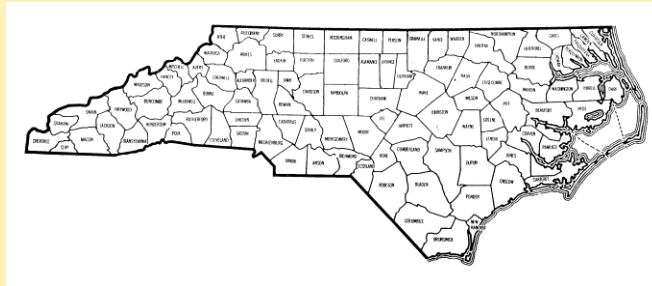 ASHE
ALLEGHANY
SURRY
STOKES
ROCKINGHAM
CASWELL
PERSON
GRANVILLE
VANCE
WARREN
NORTHAMPTON
GATES
HALIFAX
HERTFORD
WATAUGA
WILKES
YADKIN
FORSYTH
GUILFORD
ALAMANCE
ORANGE
DURHAM
FRANKLIN
NASH
BERTIE
MITCHELL
AVERY
CALDWELL
ALEXANDER
IREDELL
DAVIE
DAVIDSON
RANDOLPH
CHATHAM
WAKE
EDGECOMBE
MARTIN
WASHINGTON
TYRRELL
DARE
MADISON
YANCEY
BURKE
CATAWBA
ROWAN
WILSON
PITT
BEAUFORT
HYDE
SWAIN
HAYWOOD
BUNCOMBE
McDOWELL
LINCOLN
CABARRUS
STANLY
MONTGOMERY
MOORE
LEE
HARNETT
JOHNSTON
WAYNE
GREENE
LENOIR
CRAVEN
PAMLICO
GRAHAM
JACKSON
HENDERSON
RUTHERFORD
CLEVELAND
GASTON
MECKLENBURG
CHEROKEE
CLAY
MACON
TRANSYLVANIA
POLK
UNION
ANSON
RICHMOND
SCOTLAND
HOKE
CUMBERLAND
SAMPSON
DUPLIN
JONES
CARTERET
ONSLOW
ROBESON
BLADEN
PENDER
COLUMBUS
BRUNSWICK
NEW
HANOVER